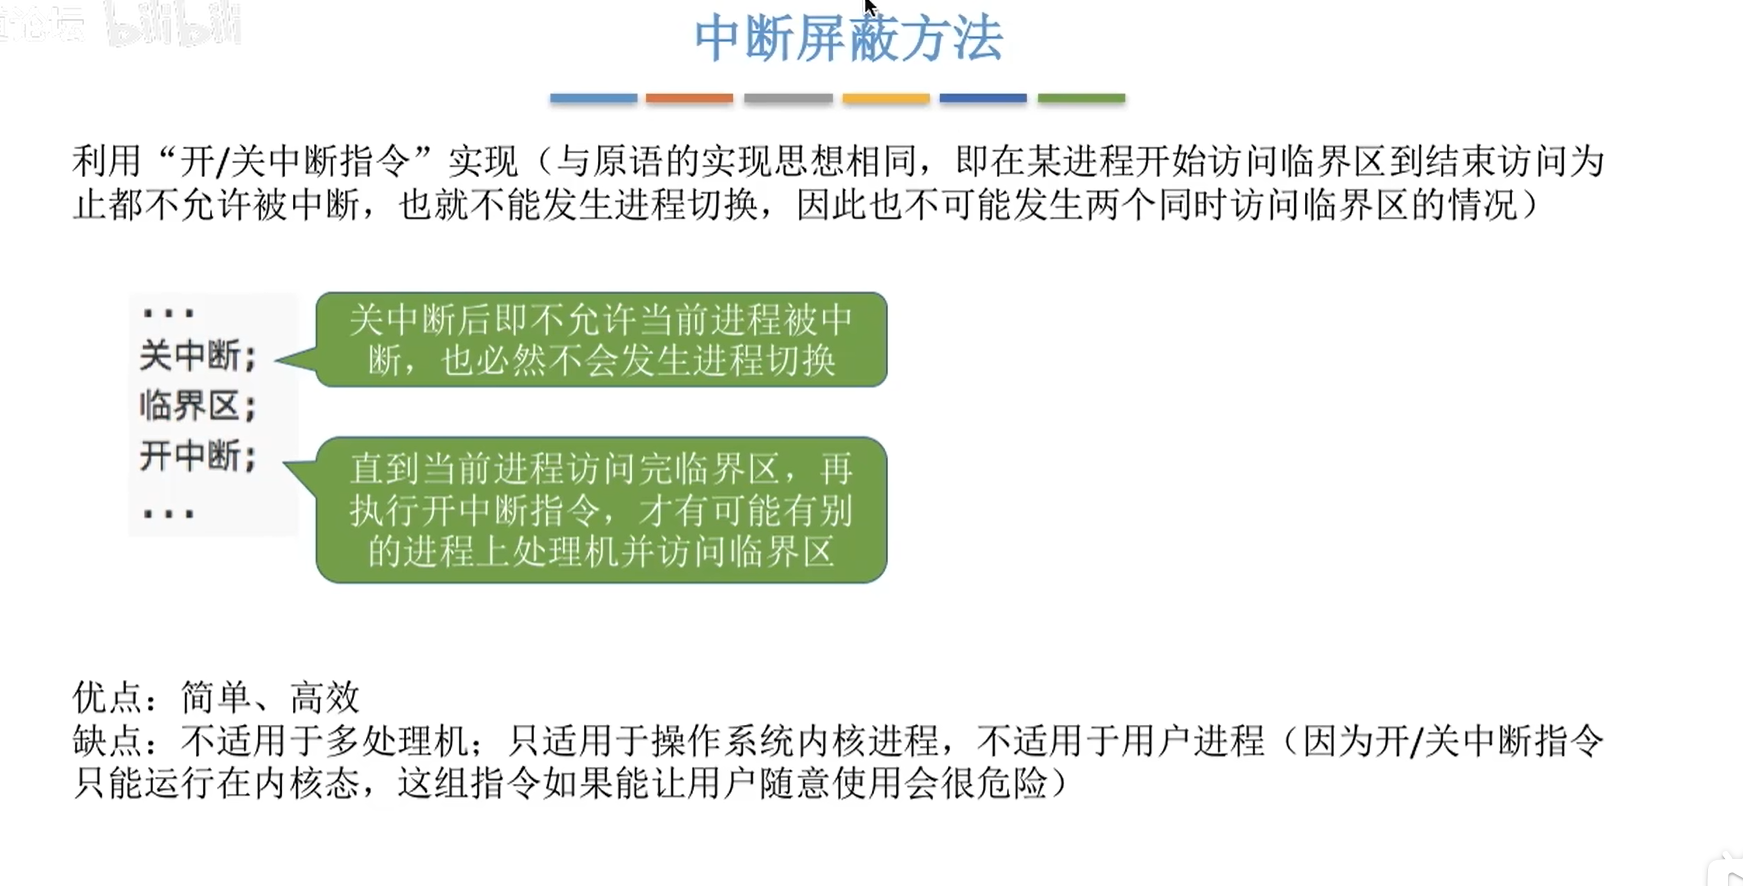 论坛 bilibili
中断屏蔽方法
利用“开/关中断指令”实现（与原语的实现思想相同，即在某进程开始访问临界区到结束访问为
止都不允许被中断，也就不能发生进程切换，因此也不可能发生两个同时访问临界区的情况）
...
关中断;
临界区;
开中断;
...
关中断后即不允许当前进程被中
断，也必然不会发生进程切换
直到当前进程访问完临界区，再
执行开中断指令，才有可能有别
的进程上处理机并访问临界区
优点：简单、高效
缺点：不适用于多处理机；只适用于操作系统内核进程，不适用于用户进程（因为开/关中断指令
只能运行在内核态，这组指令如果能让用户随意使用会很危险）